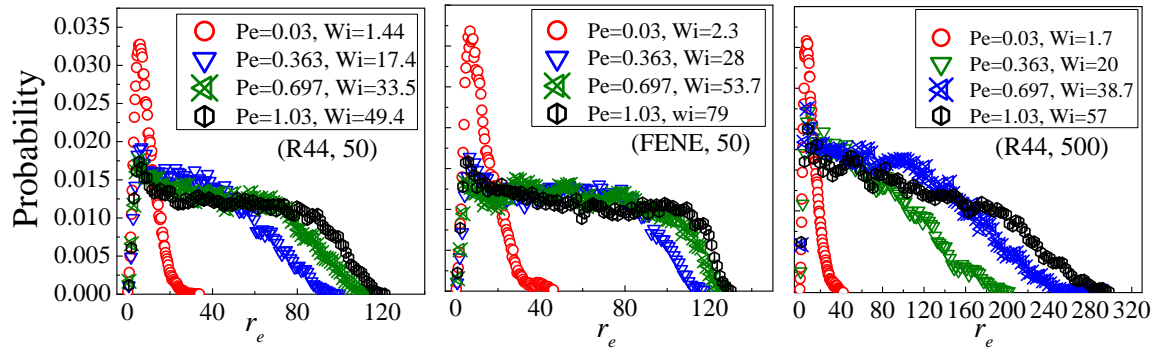 Probability
0.035
0.030
0.025
0.020
0.015
0.010
0.005
0.000
Pe=0.03, Wi=1.44
Pe=0.363, Wi=17.4
Pe=0.697, Wi=33.5
Pe=1.03, Wi=49.4
(R44, 50)
0 40 80 120
r_e
Pe=0.03, Wi=2.3
Pe=0.363, Wi=28
Pe=0.697, Wi=53.7
Pe=1.03, wi=79
(FENE, 50)
0 40 80 120
r_e
Pe=0.03, Wi=1.7
Pe=0.363, Wi=20
Pe=0.697, Wi=38.7
Pe=1.03, Wi=57
(R44, 500)
0 40 80 120 160 200 240 280 320
r_e